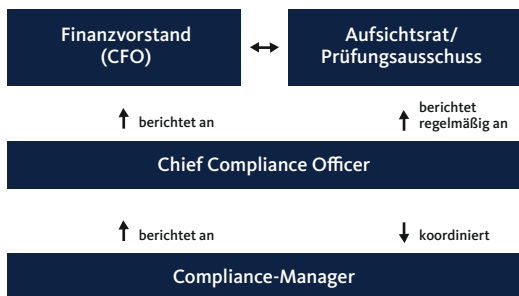 Finanzvorstand
(CFO)
Aufsichtsrat/
Prüfungsausschuss
berichtet an
berichtet
regelmäßig an
Chief Compliance Officer
berichtet an
koordiniert
Compliance-Manager